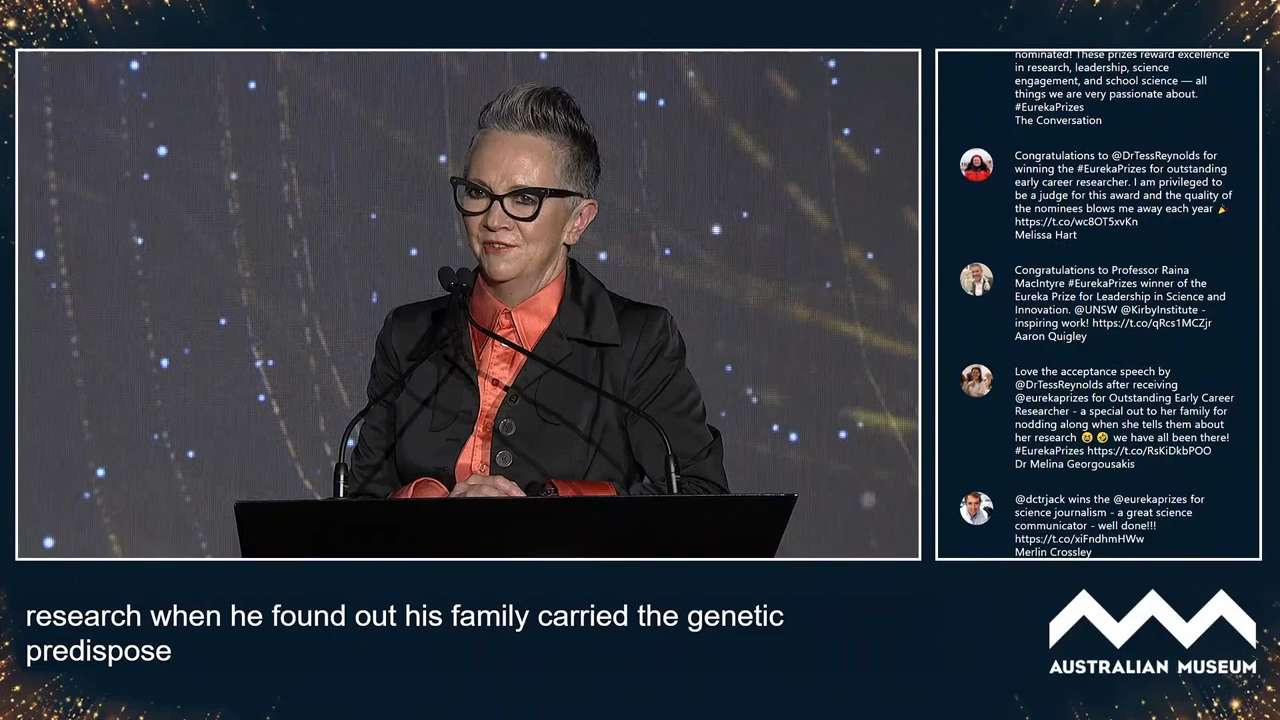 nominated! These prizes reward excellence
in research, leadership, science
engagement, and school science — all
things we are very passionate about.
#EurekaPrizes
The Conversation
Congratulations to @DrTessReynolds for
winning the #EurekaPrizes for outstanding
early career researcher. I am privileged to
be a judge for this award and the quality of
the nominees blows me away each year 🎉
https://t.co/wc8OT5xvKn
Melissa Hart
Congratulations to Professor Raina
MacIntyre #EurekaPrizes winner of the
Eureka Prize for Leadership in Science and
Innovation. @UNSW @KirbyInstitute -
inspiring work! https://t.co/qRcs1MCZjr
Aaron Quigley
Love the acceptance speech by
@DrTessReynolds after receiving
@eurekaprizes for Outstanding Early Career
Researcher - a special out to her family for
nodding along when she tells them about
her research 😆 🤣 we have all been there!
#EurekaPrizes https://t.co/RsKiDkbPOO
Dr Melina Georgousakis
@dctrjack wins the @eurekaprizes for
science journalism - a great science
communicator - well done!!!
https://t.co/xiFndhmHWw
Merlin Crossley
research when he found out his family carried the genetic
predispose
AUSTRALIAN MUSEUM